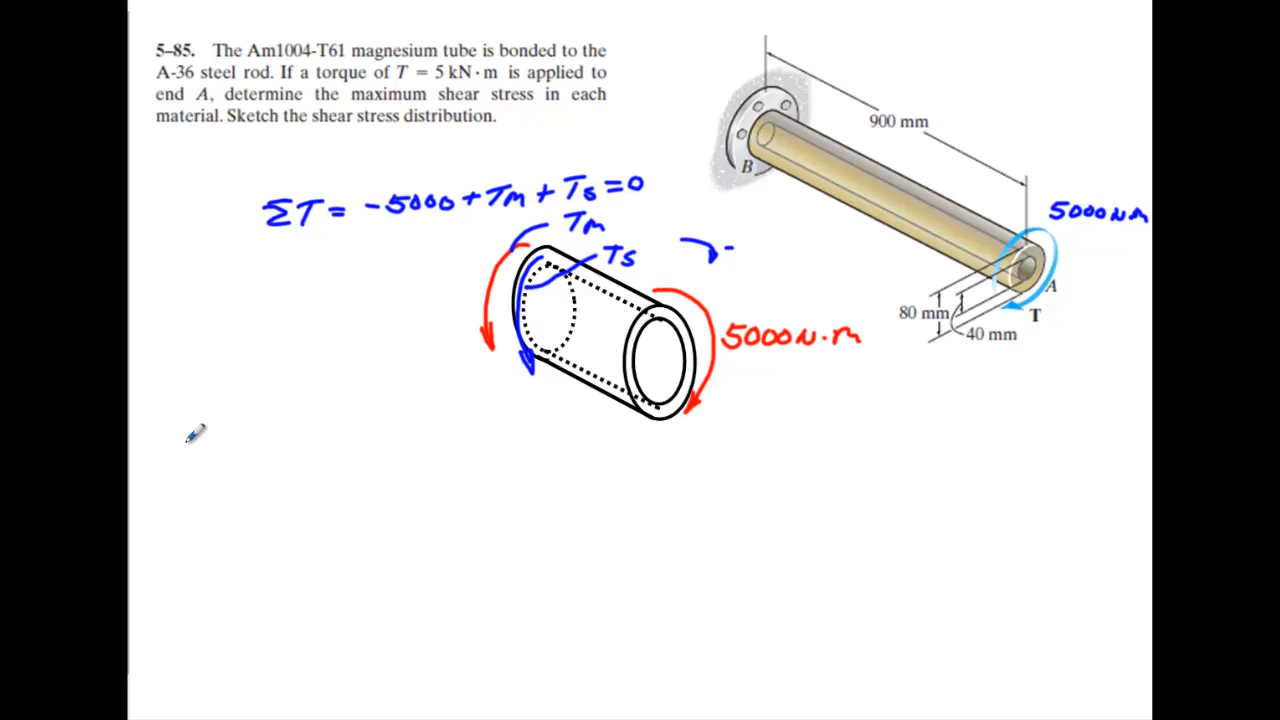 5–85. The Am1004-T61 magnesium tube is bonded to the
A-36 steel rod. If a torque of T = 5 kN·m is applied to
end A, determine the maximum shear stress in each
material. Sketch the shear stress distribution.
900 mm
B
ΣT = -5000 + Tm + Ts = 0
5000 N·m
Tm
Ts
-
A
80 mm
T
40 mm
5000 N·m